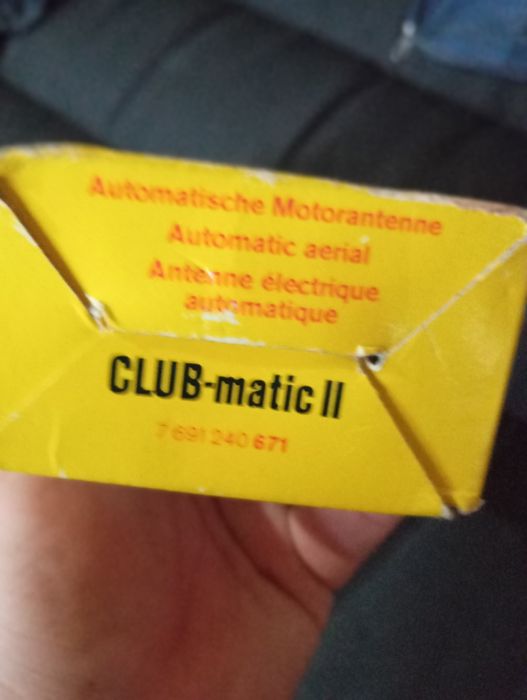 Automatische Motorantenne
Automatic aerial
Antenne électrique
automatique
CLUB-matic II
7 691 240 671